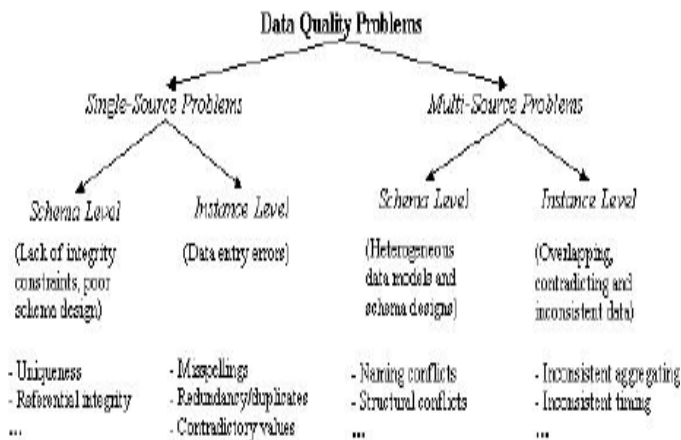 Data Quality Problems
Single-Source Problems
Multi-Source Problems
Schema Level
Instance Level
Schema Level
Instance Level
(Lack of integrity
constraints, poor
schema design)
(Data entry errors)
(Heterogeneous
data models and
schema designs)
(Overlapping,
contradicting and
inconsistent data)
- Uniqueness
- Referential integrity
...
- Misspellings
- Redundancy/duplicates
- Contradictory values
- Naming conflicts
- Structural conflicts
...
- Inconsistent aggregating
- Inconsistent timing
...